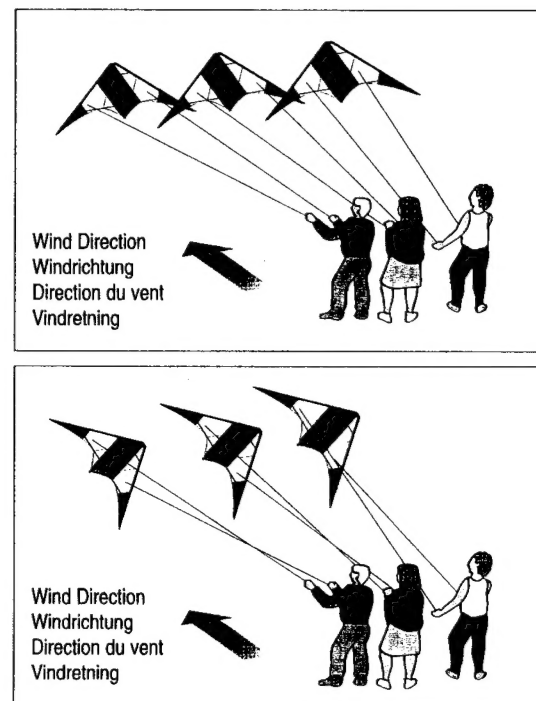 Wind Direction
Windrichtung
Direction du vent
Vindretning
Wind Direction
Windrichtung
Direction du vent
Vindretning